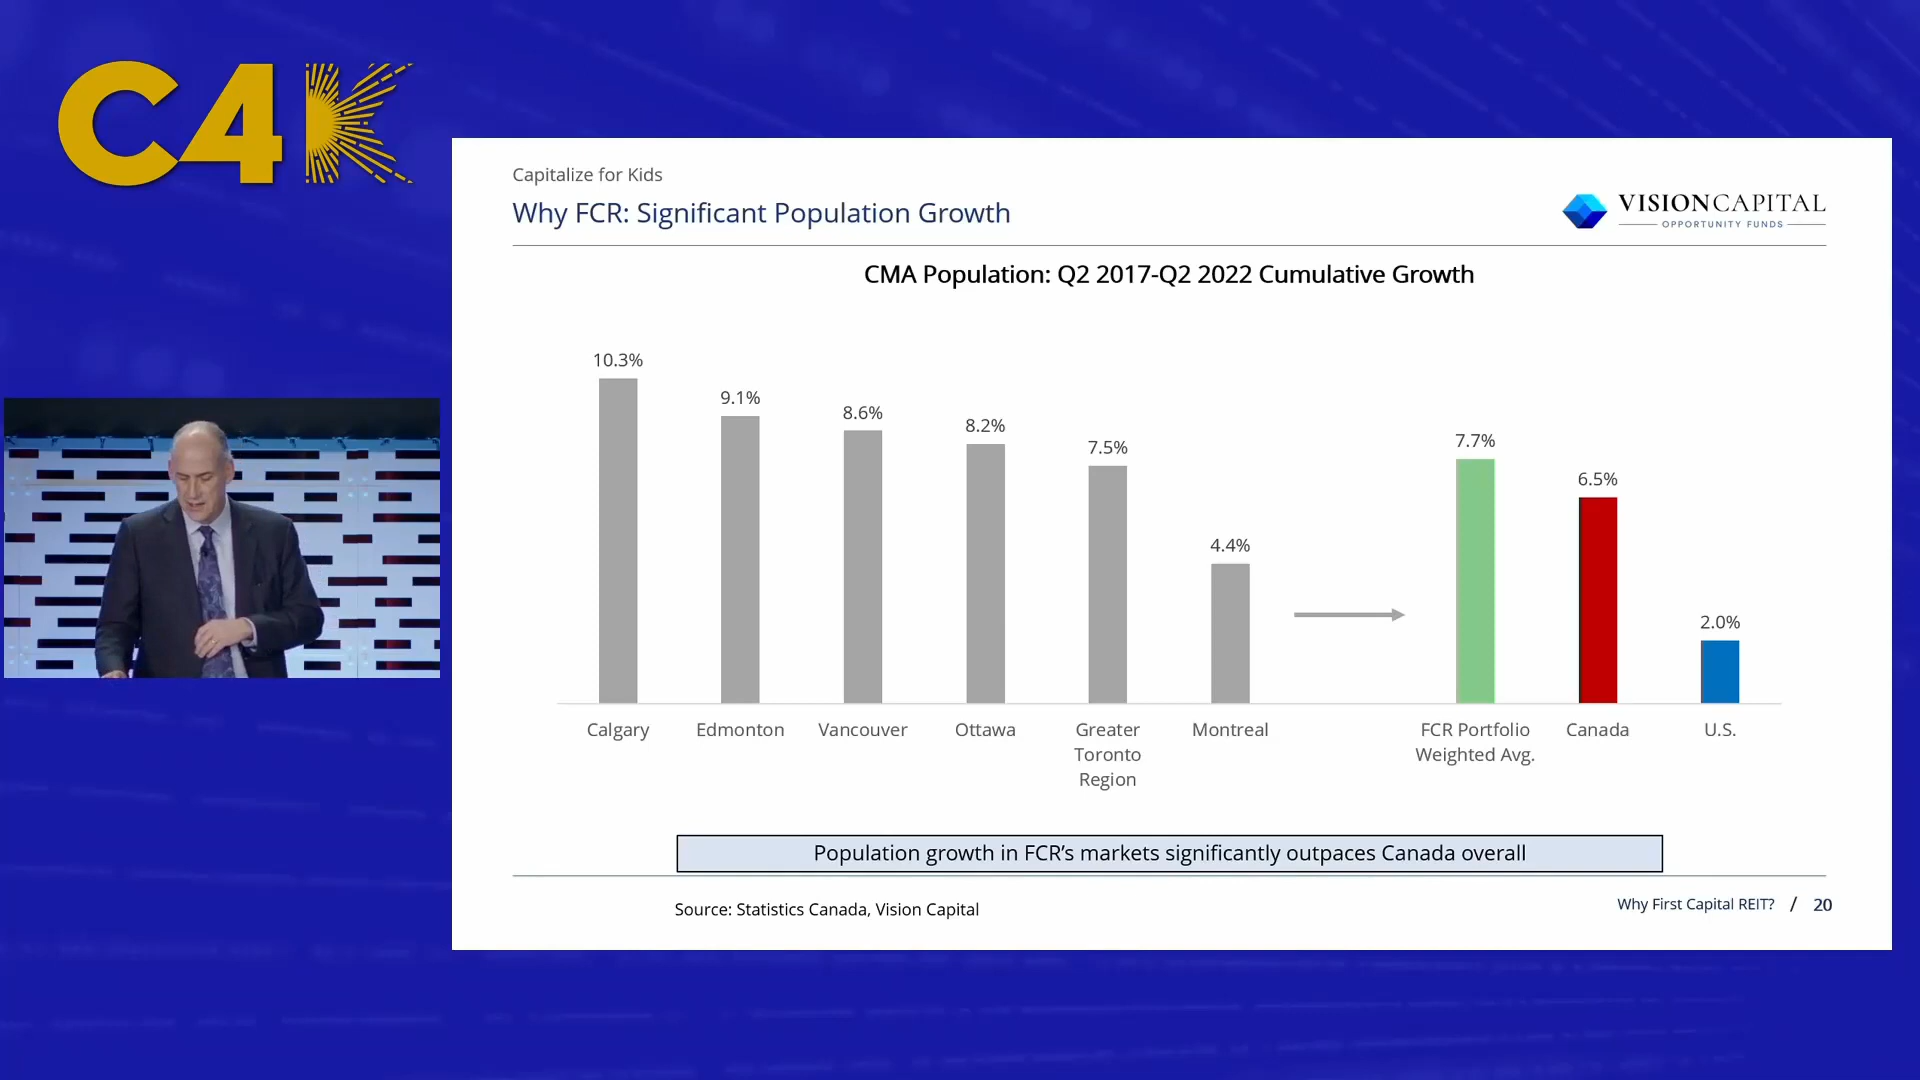 C4K
Capitalize for Kids
Why FCR: Significant Population Growth
VISIONCAPITAL
OPPORTUNITY FUNDS
CMA Population: Q2 2017-Q2 2022 Cumulative Growth
10.3%
9.1%
8.6%
8.2%
7.5%
4.4%
7.7%
6.5%
2.0%
Calgary
Edmonton
Vancouver
Ottawa
Greater
Toronto
Region
Montreal
FCR Portfolio
Weighted Avg.
Canada
U.S.
Population growth in FCR’s markets significantly outpaces Canada overall
Source: Statistics Canada, Vision Capital
Why First Capital REIT? / 20